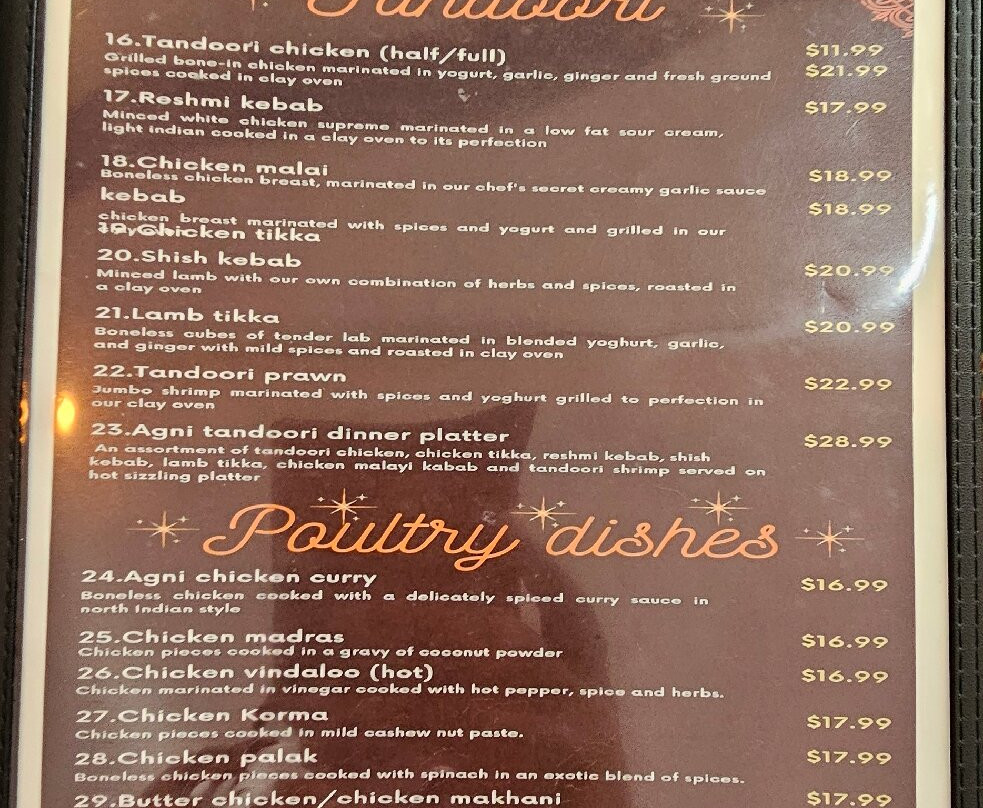 Tandoori
16.Tandoori chicken (half/full) $11.99
Grilled bone-in chicken marinated in yogurt, garlic, ginger and fresh ground $21.99
spices cooked in clay oven
17.Reshmi kebab $17.99
Minced white chicken supreme marinated in a low fat sour cream,
light indian cooked in a clay oven to its perfection
18.Chicken malai $18.99
Boneless chicken breast, marinated in our chef's secret creamy garlic sauce
kebab $18.99
chicken breast marinated with spices and yogurt and grilled in our
19.Chicken tikka
20.Shish kebab $20.99
Minced lamb with our own combination of herbs and spices, roasted in
a clay oven
21.Lamb tikka $20.99
Boneless cubes of tender lab marinated in blended yoghurt, garlic,
and ginger with mild spices and roasted in clay oven
22.Tandoori prawn $22.99
Jumbo shrimp marinated with spices and yoghurt grilled to perfection in
our clay oven
23.Agni tandoori dinner platter $28.99
An assortment of tandoori chicken, chicken tikka, reshmi kebab, shish
kebab, lamb tikka, chicken malayi kabab and tandoori shrimp served on
hot sizzling platter
Poultry dishes
24.Agni chicken curry $16.99
Boneless chicken cooked with a delicately spiced curry sauce in
north Indian style
25.Chicken madras $16.99
Chicken pieces cooked in a gravy of coconut powder
26.Chicken vindaloo (hot) $16.99
Chicken marinated in vinegar cooked with hot pepper, spice and herbs.
27.Chicken Korma $17.99
Chicken pieces cooked in mild cashew nut paste.
28.Chicken palak $17.99
Boneless chicken pieces cooked with spinach in an exotic blend of spices.
29.Butter chicken/chicken makhani $17.99